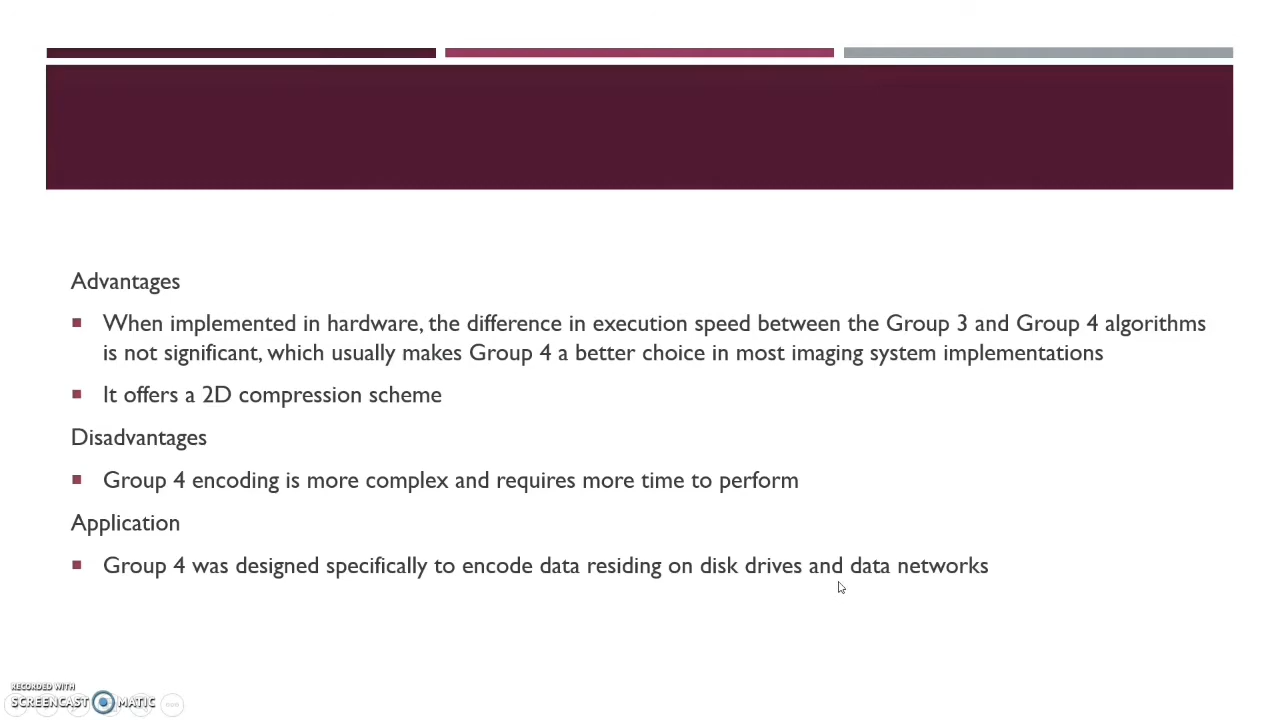 Advantages
When implemented in hardware, the difference in execution speed between the Group 3 and Group 4 algorithms
is not significant, which usually makes Group 4 a better choice in most imaging system implementations
It offers a 2D compression scheme
Disadvantages
Group 4 encoding is more complex and requires more time to perform
Application
Group 4 was designed specifically to encode data residing on disk drives and data networks
RECORDED WITH
SCREENCAST MATIC